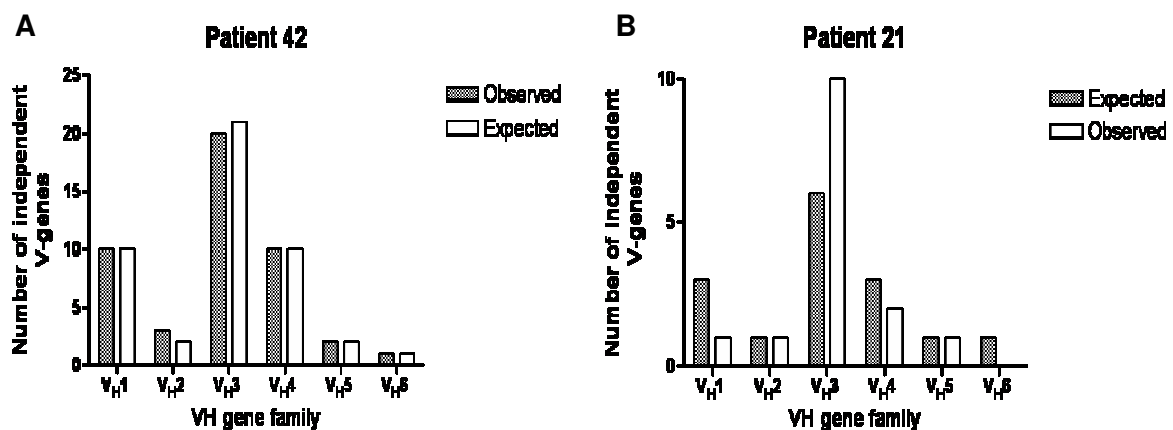 A
Patient 42
Number of independent
V-genes
25
20
15
10
5
0
VH1 VH2 VH3 VH4 VH5 VH6
VH gene family
Observed
Expected
B
Patient 21
Number of independent
V-genes
10
5
0
VH1 VH2 VH3 VH4 VH5 VH6
VH gene family
Expected
Observed